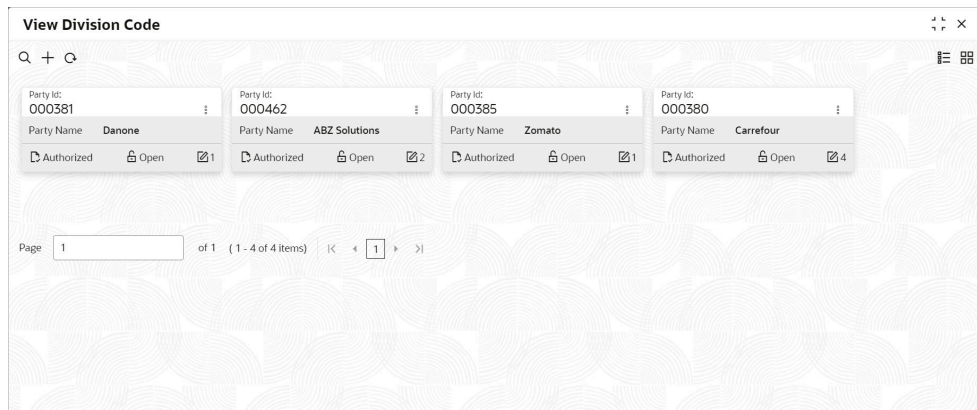 View Division Code
Party Id:
000381
Party Name Danone
Authorized Open 1
Party Id:
000462
Party Name ABZ Solutions
Authorized Open 2
Party Id:
000385
Party Name Zomato
Authorized Open 1
Party Id:
000380
Party Name Carrefour
Authorized Open 4
Page 1 of 1 ( 1 - 4 of 4 items) 1